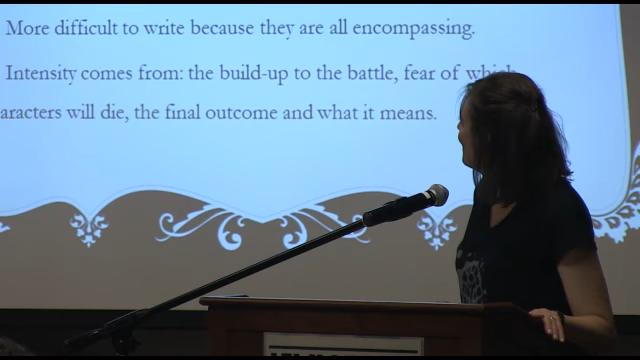 More difficult to write because they are all encompassing.
Intensity comes from: the build-up to the battle, fear of which
aracters will die, the final outcome and what it means.